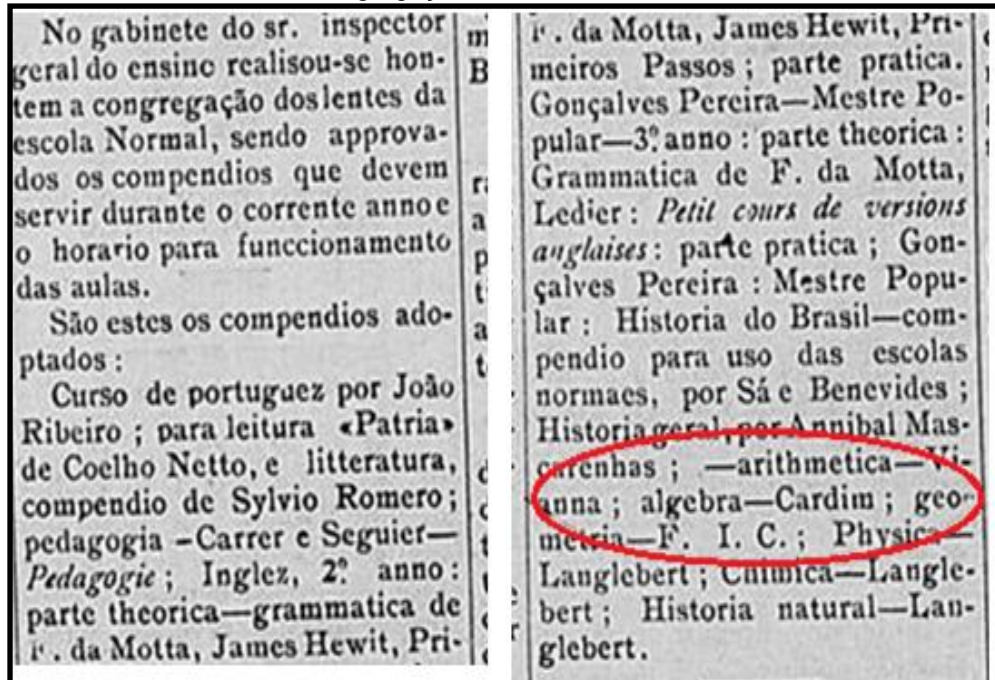 No gabinete do sr. inspector
geral do ensino realisou-se hon-
tem a congregação dos lentes da
escola Normal, sendo approva-
dos os compendios que devem
servir durante o corrente anno e
o horario para funccionamento
das aulas.
São estes os compendios ado-
ptados :
Curso de portuguez por João
Ribeiro ; para leitura «Patria»
de Coelho Netto, e litteratura,
compendio de Sylvio Romero ;
pedagogia -Carrer e Seguier—
Pedagogie ; Inglez, 2º anno :
parte theorica—grammatica de
F. da Motta, James Hewit, Pri-
F. da Motta, James Hewit, Pri-
meiros Passos ; parte pratica.
Gonçalves Pereira—Mestre Po-
pular—3º anno : parte theorica :
Grammatica de F. da Motta,
Ledier : Petit cours de versions
anglaises : parte pratica ; Gon-
çalves Pereira : Mestre Popu-
lar ; Historia do Brasil—com-
pendio para uso das escolas
normaes, por Sá e Benevides ;
Historia geral, por Annibal Mas-
carenhas ; —arithmetica—Vi-
anna ; algebra—Cardim ; geo-
metria—F. I. C. ; Physica—
Langlebert ; Chimica—Langle-
bert ; Historia natural—Lan-
glebert.